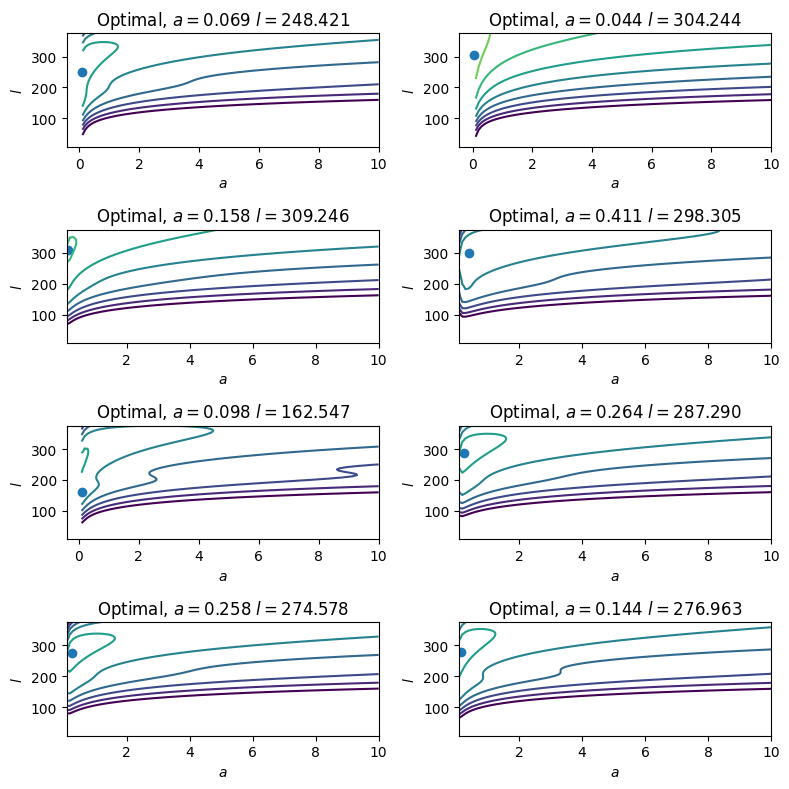 Optimal, a = 0.069 l = 248.421
300
200
100
l
0 2 4 6 8 10
a
Optimal, a = 0.044 l = 304.244
300
200
100
l
0 2 4 6 8 10
a
Optimal, a = 0.158 l = 309.246
300
200
100
l
2 4 6 8 10
a
Optimal, a = 0.411 l = 298.305
300
200
100
l
0 2 4 6 8 10
a
Optimal, a = 0.098 l = 162.547
300
200
100
l
0 2 4 6 8 10
a
Optimal, a = 0.264 l = 287.290
300
200
100
l
2 4 6 8 10
a
Optimal, a = 0.258 l = 274.578
300
200
100
l
2 4 6 8 10
a
Optimal, a = 0.144 l = 276.963
300
200
100
l
2 4 6 8 10
a